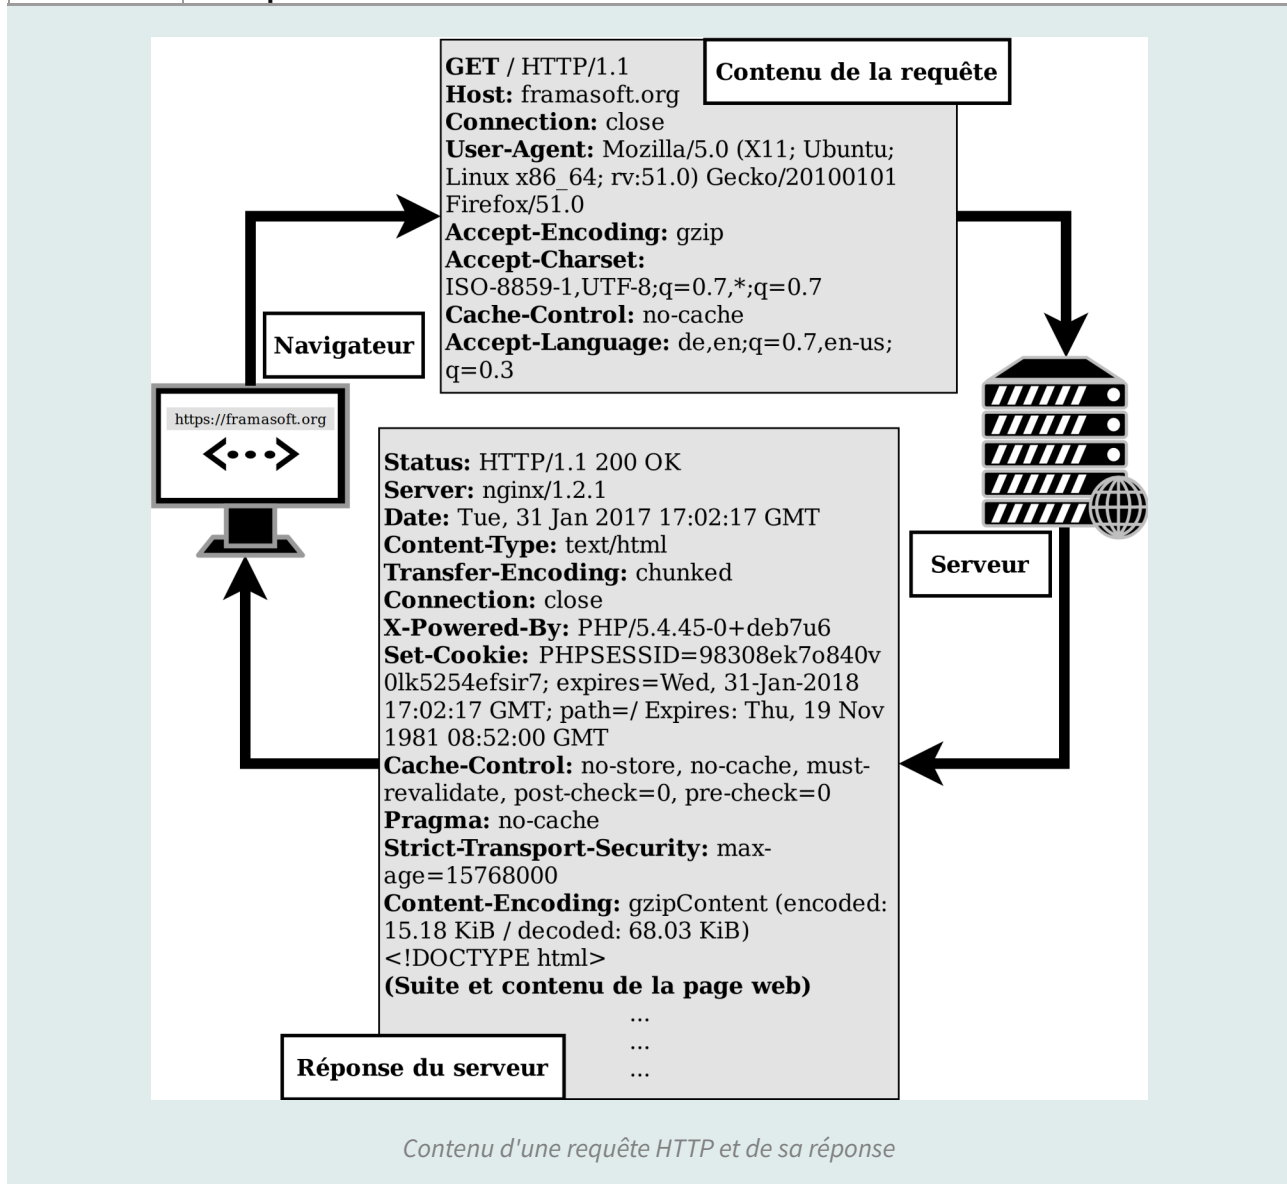 GET / HTTP/1.1
Contenu de la requête
Host: framasoft.org
Connection: close
User-Agent: Mozilla/5.0 (X11; Ubuntu;
Linux x86_64; rv:51.0) Gecko/20100101
Firefox/51.0
Accept-Encoding: gzip
Accept-Charset:
ISO-8859-1,UTF-8;q=0.7,*;q=0.7
Cache-Control: no-cache
Accept-Language: de,en;q=0.7,en-us;
q=0.3
Navigateur
https://framasoft.org
Status: HTTP/1.1 200 OK
Server: nginx/1.2.1
Date: Tue, 31 Jan 2017 17:02:17 GMT
Content-Type: text/html
Transfer-Encoding: chunked
Connection: close
X-Powered-By: PHP/5.4.45-0+deb7u6
Set-Cookie: PHPSESSID=98308ek7o840v
0lk5254efsir7; expires=Wed, 31-Jan-2018
17:02:17 GMT; path=/ Expires: Thu, 19 Nov
1981 08:52:00 GMT
Cache-Control: no-store, no-cache, must-
revalidate, post-check=0, pre-check=0
Pragma: no-cache
Strict-Transport-Security: max-
age=15768000
Content-Encoding: gzipContent (encoded:
15.18 KiB / decoded: 68.03 KiB)
<!DOCTYPE html>
(Suite et contenu de la page web)
...
...
...
Serveur
Réponse du serveur
Contenu d'une requête HTTP et de sa réponse